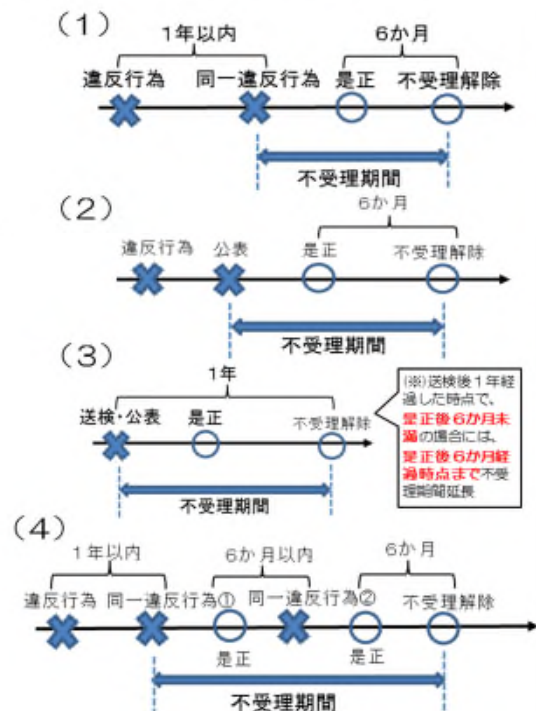 (1)
1年以内 6か月
違反行為 同一違反行為 是正 不受理解除
不受理期間
(2)
6か月
違反行為 公表 是正 不受理解除
不受理期間
(3)
1年
送検・公表 是正 不受理解除
不受理期間
(※)送検後1年経
過した時点で、
是正後6か月未
満の場合には、
是正後6か月経
過時点まで不受
理期間延長
(4)
1年以内 6か月以内 6か月
違反行為 同一違反行為① 同一違反行為② 不受理解除
是正 是正
不受理期間